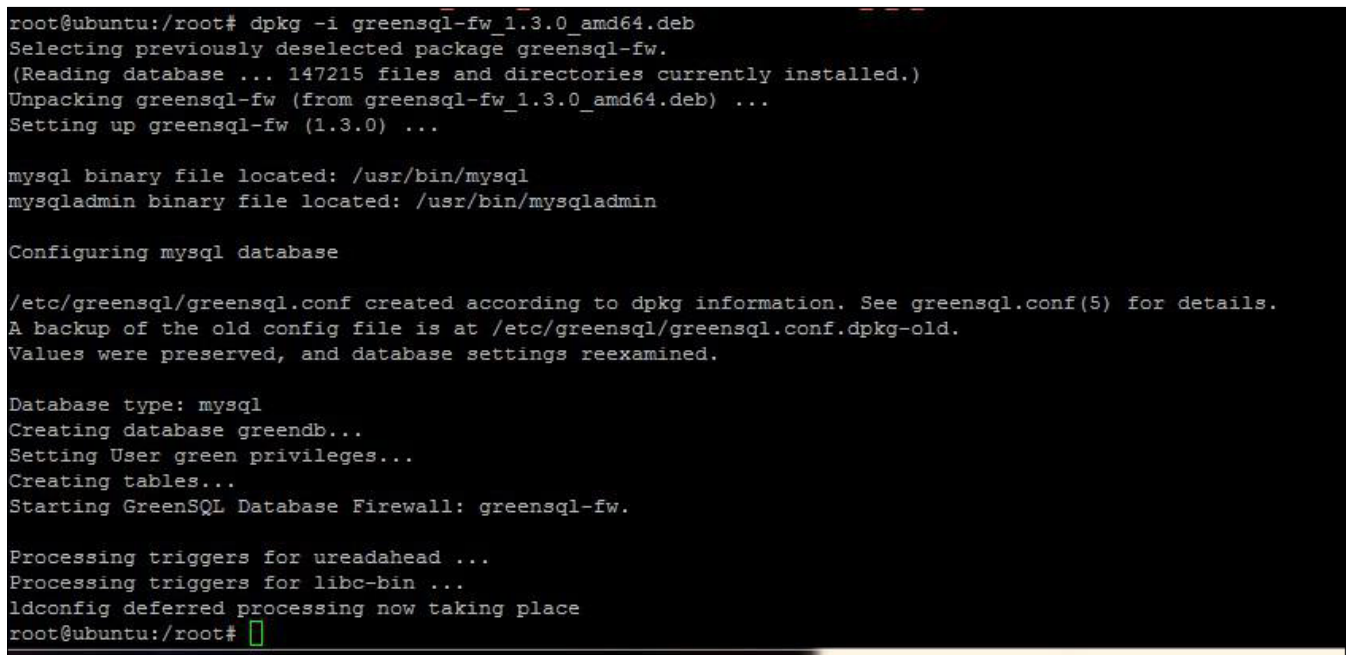 root@ubuntu:/root# dpkg -i greensql-fw_1.3.0_amd64.deb
Selecting previously deselected package greensql-fw.
(Reading database ... 147215 files and directories currently installed.)
Unpacking greensql-fw (from greensql-fw_1.3.0_amd64.deb) ...
Setting up greensql-fw (1.3.0) ...
mysql binary file located: /usr/bin/mysql
mysqladmin binary file located: /usr/bin/mysqladmin
Configuring mysql database
/etc/greensql/greensql.conf created according to dpkg information. See greensql.conf(5) for details.
A backup of the old config file is at /etc/greensql/greensql.conf.dpkg-old.
Values were preserved, and database settings reexamined.
Database type: mysql
Creating database greendb...
Setting User green privileges...
Creating tables...
Starting GreenSQL Database Firewall: greensql-fw.
Processing triggers for ureadahead ...
Processing triggers for libc-bin ...
ldconfig deferred processing now taking place
root@ubuntu:/root#